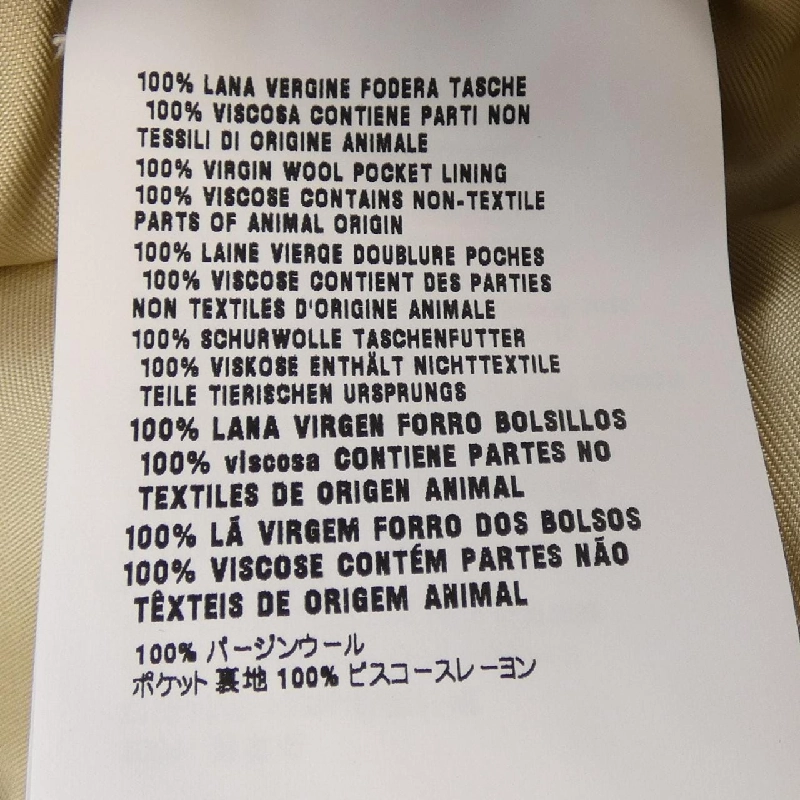 100% LANA VERGINE FODERA TASCHE
100% VISCOSA CONTIENE PARTI NON
TESSILI DI ORIGINE ANIMALE
100% VIRGIN WOOL POCKET LINING
100% VISCOSE CONTAINS NON-TEXTILE
PARTS OF ANIMAL ORIGIN
100% LAINE VIERGE DOUBLURE POCHES
100% VISCOSE CONTIENT DES PARTIES
NON TEXTILES D'ORIGINE ANIMALE
100% SCHURWOLLE TASCHENFUTTER
100% VISKOSE ENTHÄLT NICHTTEXTILE
TEILE TIERISCHEN URSPRUNGS
100% LANA VIRGEN FORRO BOLSILLOS
100% viscosa CONTIENE PARTES NO
TEXTILES DE ORIGEN ANIMAL
100% LÃ VIRGEM FORRO DOS BOLSOS
100% VISCOSE CONTÉM PARTES NÃO
TÊXTEIS DE ORIGEM ANIMAL
100% バージンウール
ポケット 裏地 100% ビスコースレーヨン